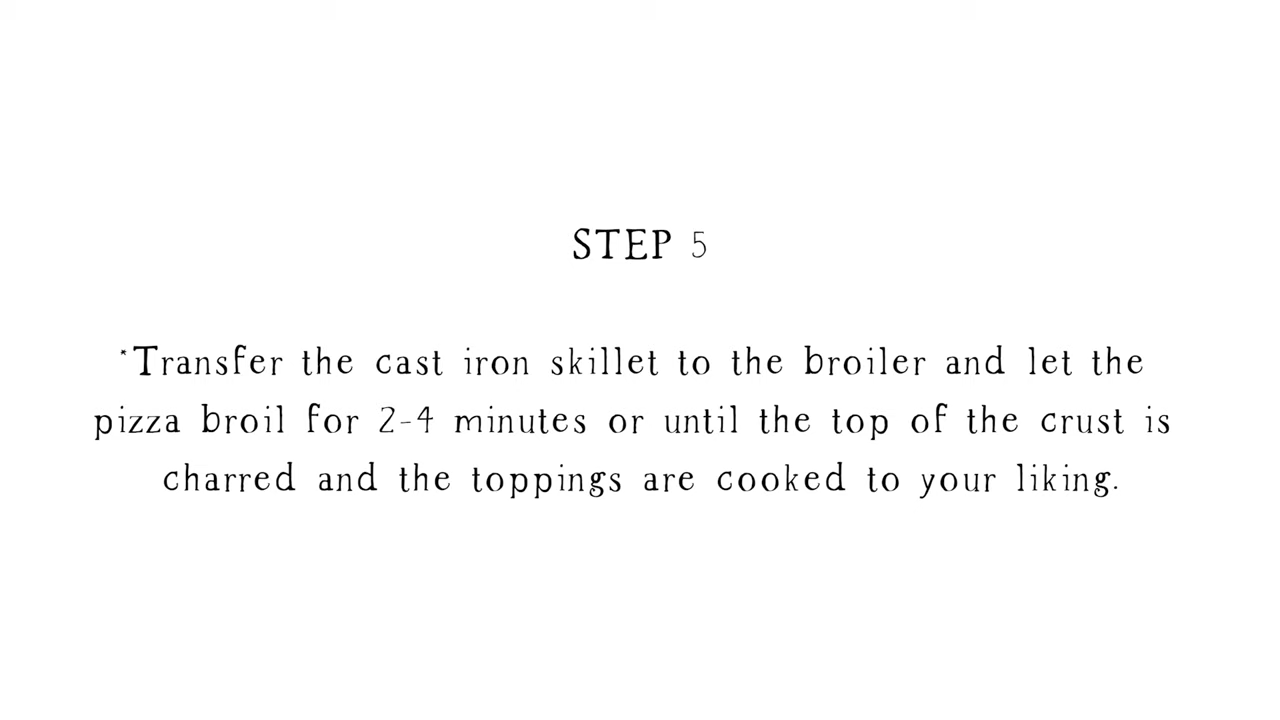 STEP 5
*Transfer the cast iron skillet to the broiler and let the
pizza broil for 2-4 minutes or until the top of the crust is
charred and the toppings are cooked to your liking.